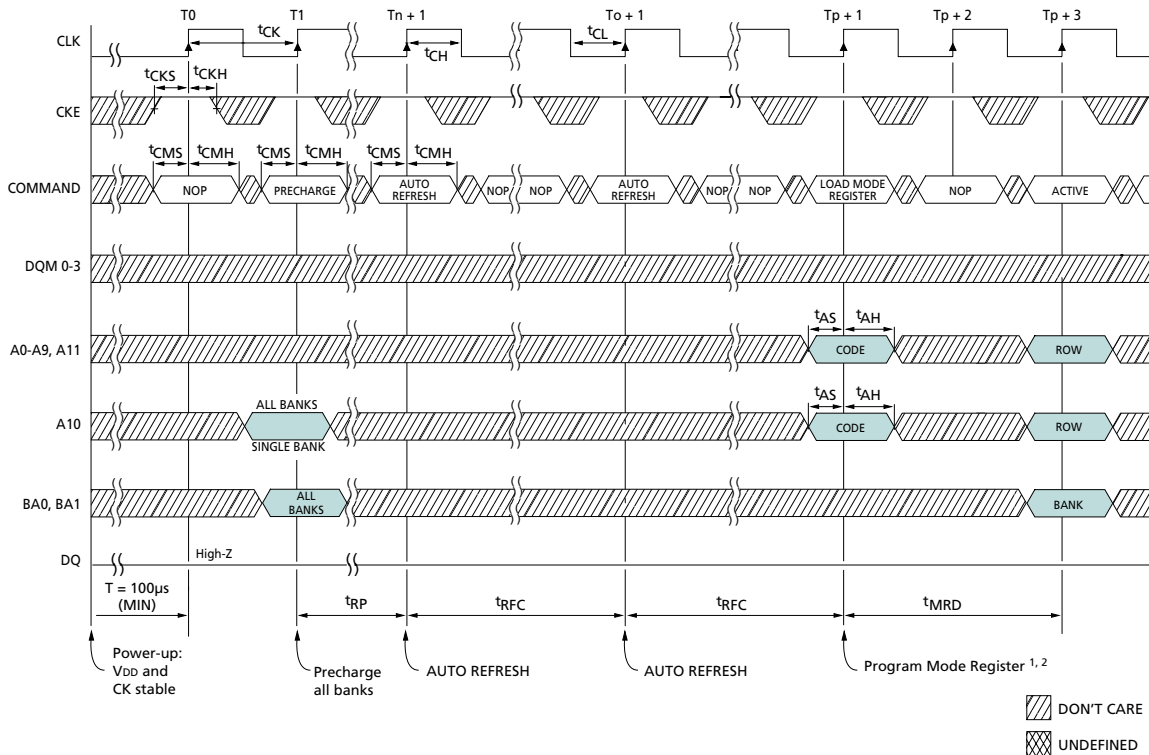 T0 T1 Tn + 1 To + 1 Tp + 1 Tp + 2 Tp + 3
CLK tCK tCH tCL
tCKS tCKH
CKE
tCMS tCMH tCMS tCMH tCMS tCMH
COMMAND NOP PRECHARGE AUTO REFRESH NOP NOP AUTO REFRESH NOP NOP LOAD MODE REGISTER NOP ACTIVE
DQM 0-3
tAS tAH
A0-A9, A11 CODE ROW
ALL BANKS tAS tAH
A10 CODE ROW
SINGLE BANK
BA0, BA1 ALL BANKS BANK
DQ High-Z
T = 100µs
(MIN)
tRP tRFC tRFC tMRD
Power-up:
VDD and
CK stable
Precharge
all banks
AUTO REFRESH
AUTO REFRESH
Program Mode Register 1, 2
DON'T CARE
UNDEFINED